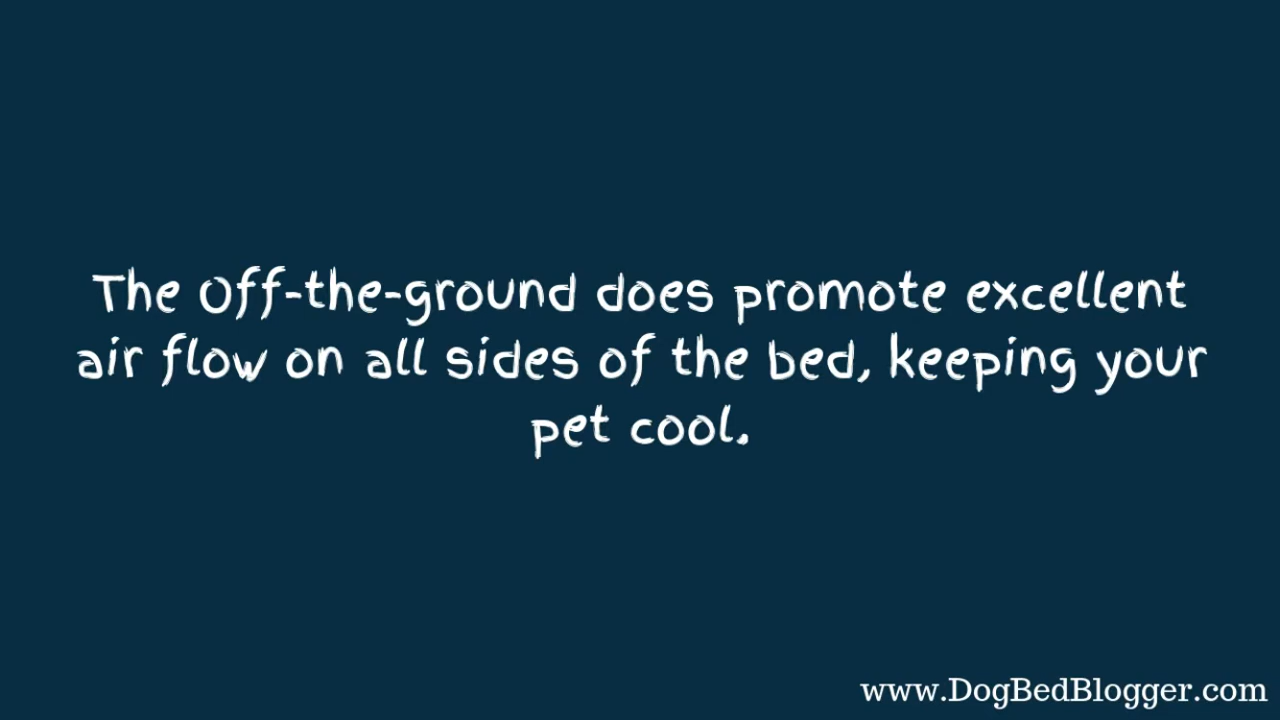 The Off-the-ground does promote excellent
air flow on all sides of the bed, keeping your
pet cool.
www.DogBedBlogger.com